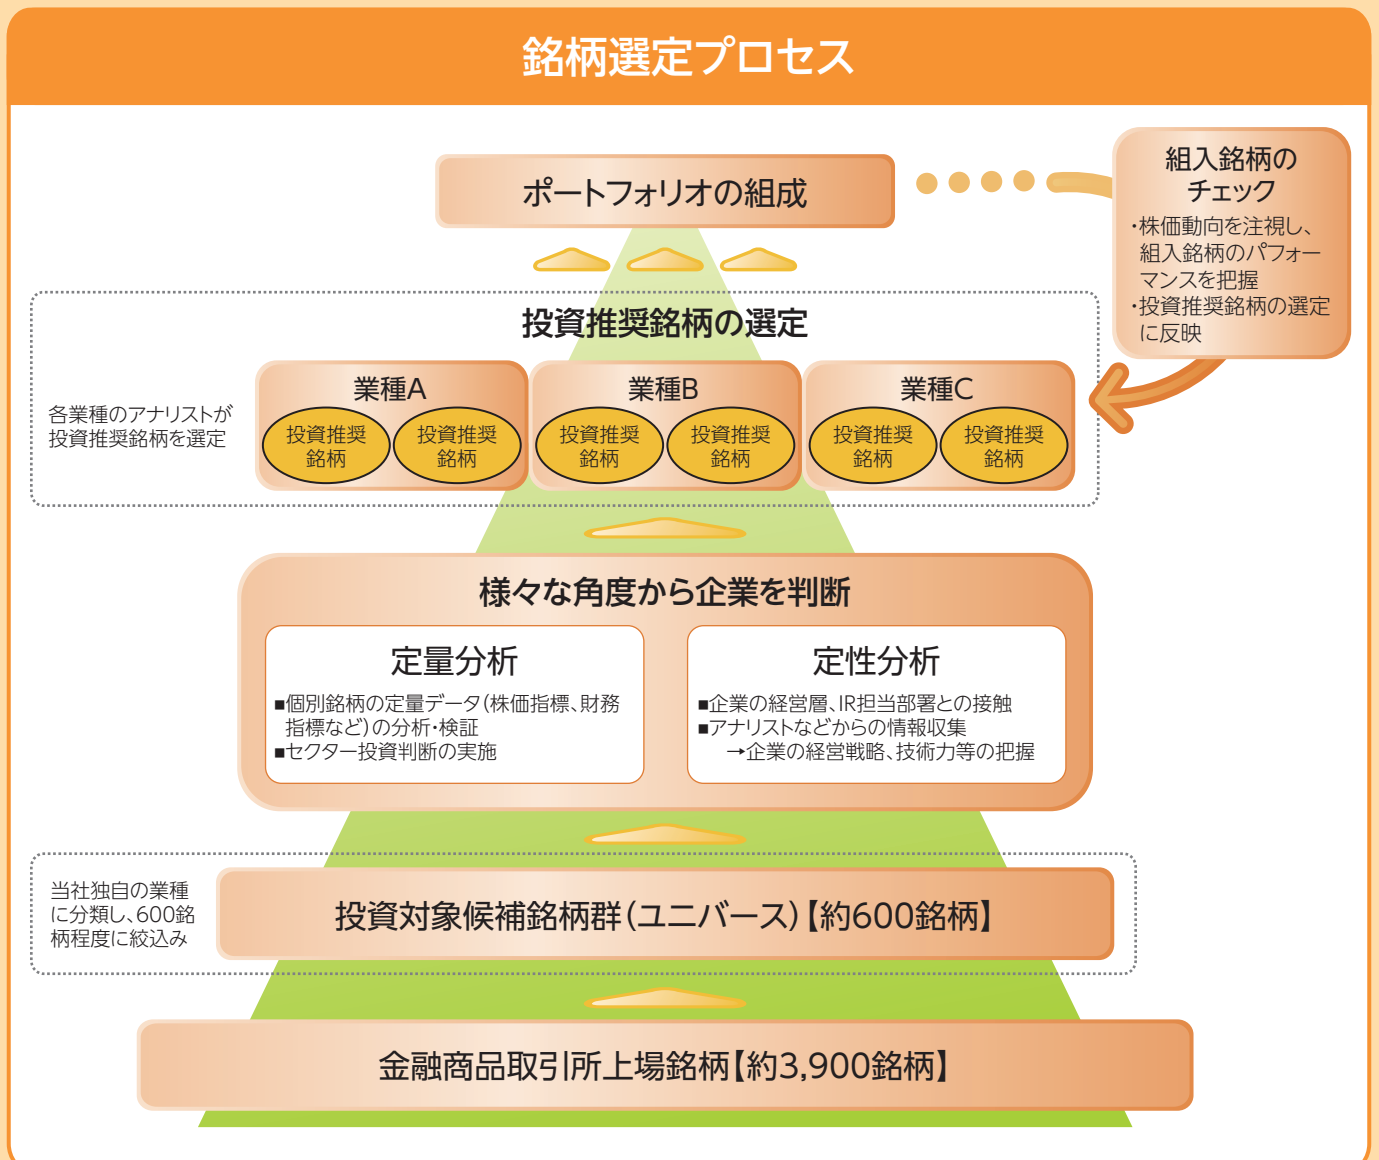 銘柄選定プロセス
ポートフォリオの組成
組入銘柄の
チェック
・株価動向を注視し、
組入銘柄のパフォー
マンスを把握
・投資推奨銘柄の選定
に反映
投資推奨銘柄の選定
各業種のアナリストが
投資推奨銘柄を選定
業種A
投資推奨
銘柄
投資推奨
銘柄
業種B
投資推奨
銘柄
投資推奨
銘柄
業種C
投資推奨
銘柄
投資推奨
銘柄
様々な角度から企業を判断
定量分析
■個別銘柄の定量データ(株価指標、財務
指標など)の分析・検証
■セクター投資判断の実施
定性分析
■企業の経営層、IR担当部署との接触
■アナリストなどからの情報収集
→企業の経営戦略、技術力等の把握
当社独自の業種
に分類し、600銘
柄程度に絞込み
投資対象候補銘柄群(ユニバース)【約600銘柄】
金融商品取引所上場銘柄【約3,900銘柄】